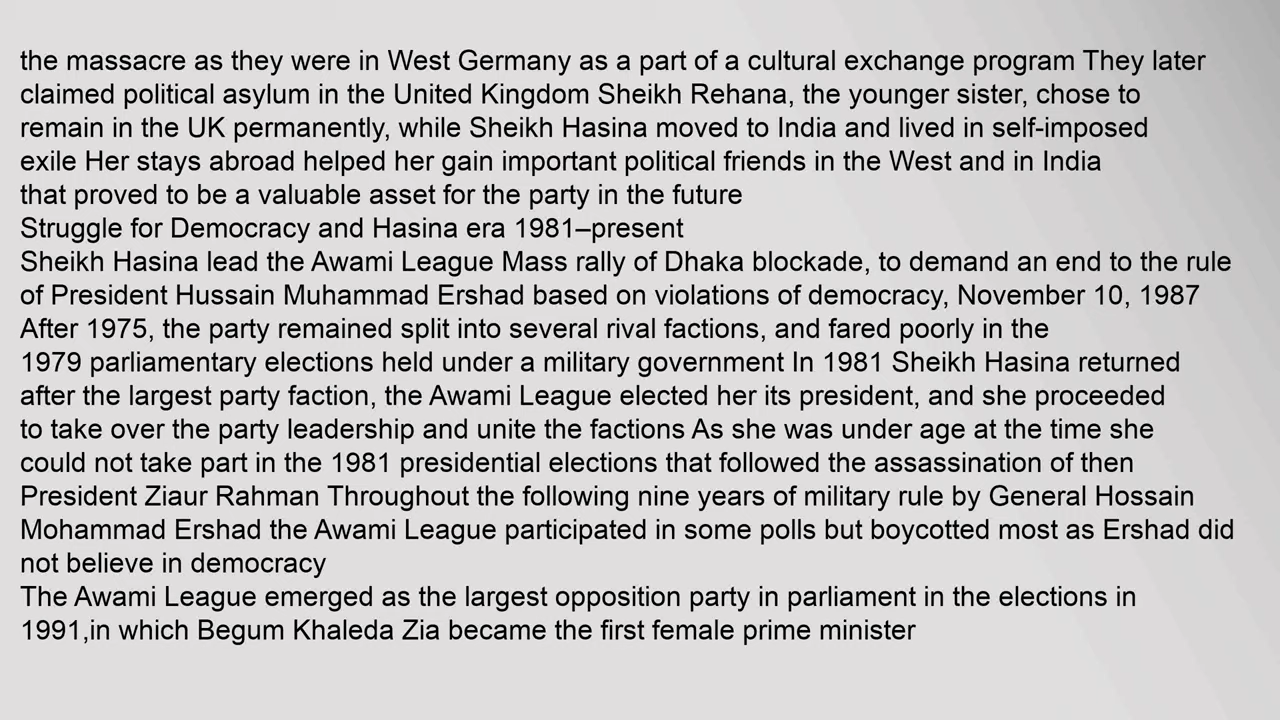 the massacre as they were in West Germany as a part of a cultural exchange program They later
claimed political asylum in the United Kingdom Sheikh Rehana, the younger sister, chose to
remain in the UK permanently, while Sheikh Hasina moved to India and lived in self-imposed
exile Her stays abroad helped her gain important political friends in the West and in India
that proved to be a valuable asset for the party in the future
Struggle for Democracy and Hasina era 1981–present
Sheikh Hasina lead the Awami League Mass rally of Dhaka blockade, to demand an end to the rule
of President Hussain Muhammad Ershad based on violations of democracy, November 10, 1987
After 1975, the party remained split into several rival factions, and fared poorly in the
1979 parliamentary elections held under a military government In 1981 Sheikh Hasina returned
after the largest party faction, the Awami League elected her its president, and she proceeded
to take over the party leadership and unite the factions As she was under age at the time she
could not take part in the 1981 presidential elections that followed the assassination of then
President Ziaur Rahman Throughout the following nine years of military rule by General Hossain
Mohammad Ershad the Awami League participated in some polls but boycotted most as Ershad did
not believe in democracy
The Awami League emerged as the largest opposition party in parliament in the elections in
1991,in which Begum Khaleda Zia became the first female prime minister